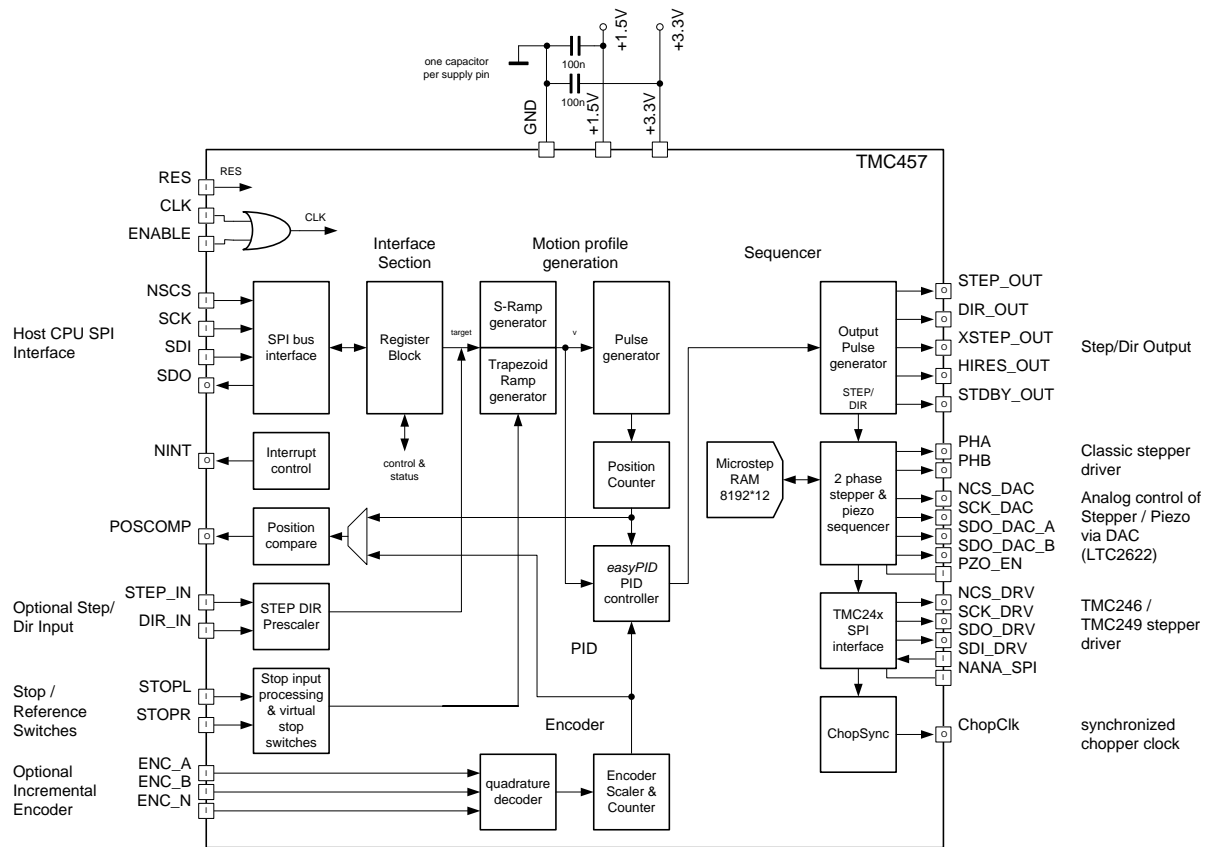 +1.5V
+3.3V
one capacitor
per supply pin
100n
100n
GND
+1.5V
+3.3V
TMC457
RES
I
RES
CLK
I
ENABLE
I
CLK
Interface
Section
Motion profile
generation
Sequencer
Host CPU SPI
Interface
NSCS
I
SCK
I
SDI
I
SDO
O
SPI bus
interface
Register
Block
target
S-Ramp
generator
Trapezoid
Ramp
generator
v
Pulse
generator
Output
Pulse
generator
STEP/
DIR
STEP_OUT
O
DIR_OUT
O
XSTEP_OUT
O
HIRES_OUT
O
STDBY_OUT
O
Step/Dir Output
control &
status
NINT
O
Interrupt
control
Position
Counter
Microstep
RAM
8192*12
2 phase
stepper &
piezo
sequencer
PHA
O
PHB
O
Classic stepper
driver
NCS_DAC
O
SCK_DAC
O
SDO_DAC_A
O
SDO_DAC_B
O
PZO_EN
I
Analog control of
Stepper / Piezo
via DAC
(LTC2622)
POSCOMP
O
Position
compare
easyPID
PID
controller
PID
Optional Step/
Dir Input
STEP_IN
I
DIR_IN
I
STEP DIR
Prescaler
TMC24x
SPI
interface
NCS_DRV
O
SCK_DRV
O
SDO_DRV
O
SDI_DRV
I
NANA_SPI
I
TMC246 /
TMC249 stepper
driver
Stop /
Reference
Switches
STOPL
I
STOPR
I
Stop input
processing
& virtual
stop
switches
Encoder
ChopSync
ChopClk
O
synchronized
chopper clock
Optional
Incremental
Encoder
ENC_A
I
ENC_B
I
ENC_N
I
quadrature
decoder
Encoder
Scaler &
Counter